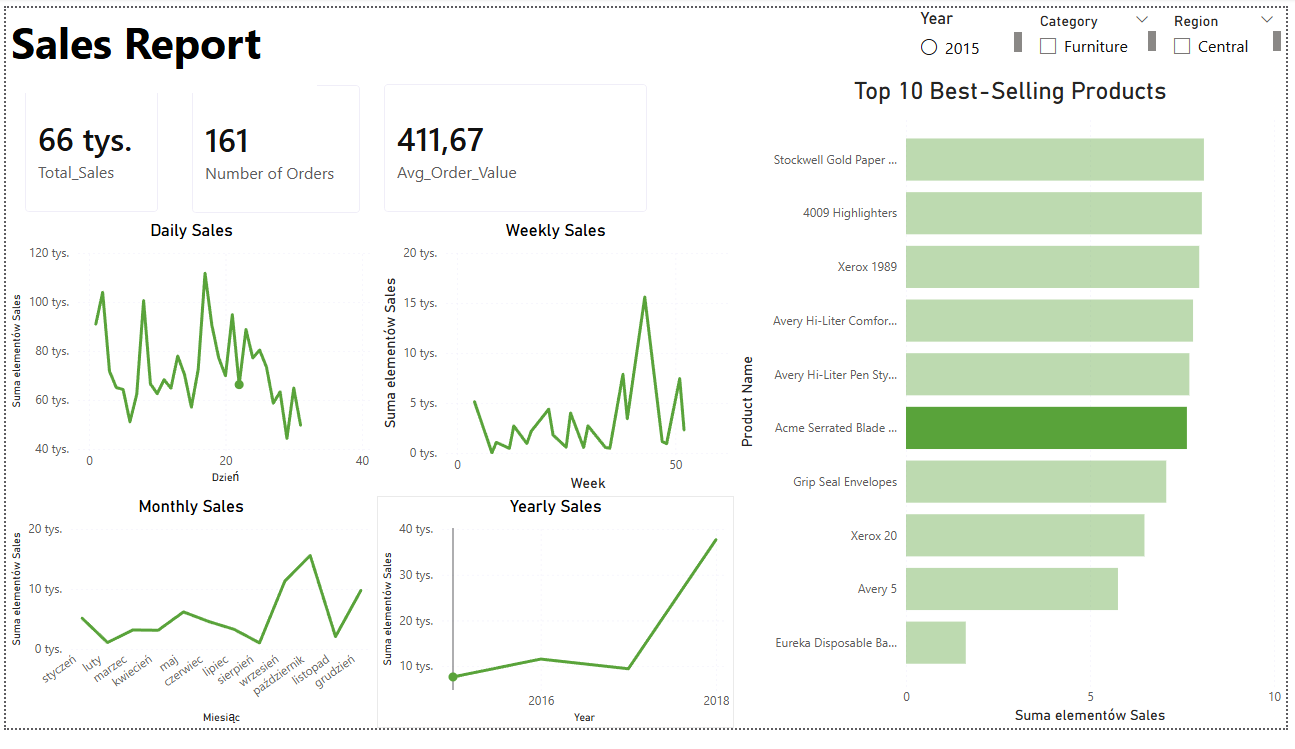 Sales Report
Year
2015
Category
Furniture
Region
Central
66 tys.
Total_Sales
161
Number of Orders
411,67
Avg_Order_Value
Daily Sales
Suma elementów Sales
120 tys.
100 tys.
80 tys.
60 tys.
40 tys.
0
20
40
Dzień
Weekly Sales
Suma elementów Sales
20 tys.
15 tys.
10 tys.
5 tys.
0 tys.
0
50
Week
Monthly Sales
Suma elementów Sales
20 tys.
10 tys.
0 tys.
styczeń
luty
marzec
kwiecień
maj
czerwiec
lipiec
sierpień
wrzesień
październik
listopad
grudzień
Miesiąc
Yearly Sales
Suma elementów Sales
40 tys.
30 tys.
20 tys.
10 tys.
2016
2018
Year
Top 10 Best-Selling Products
Product Name
Stockwell Gold Paper ...
4009 Highlighters
Xerox 1989
Avery Hi-Liter Comfor...
Avery Hi-Liter Pen Sty...
Acme Serrated Blade ...
Grip Seal Envelopes
Xerox 20
Avery 5
Eureka Disposable Ba...
0
5
10
Suma elementów Sales